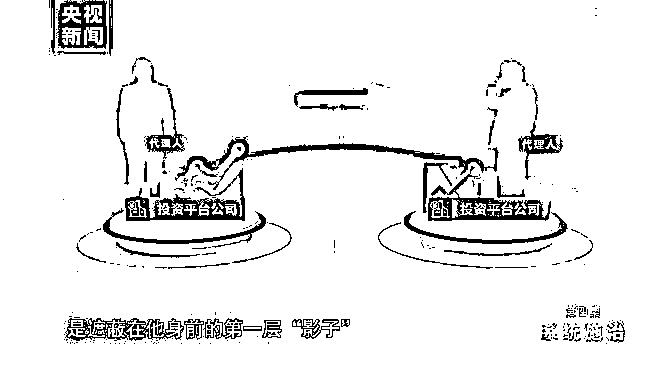 央视
新闻
代理人
代理人
投资平台公司
投资平台公司
是遮蔽在他身前的第一层“影子”
第四集
系统施治